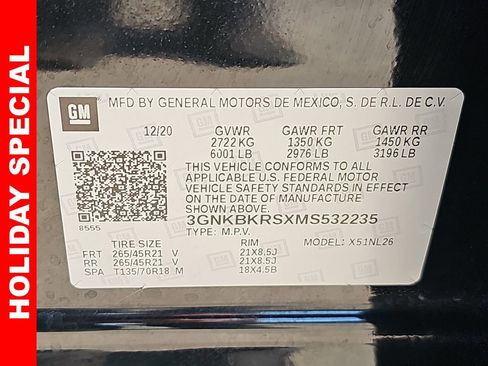 HOLIDAY SPECIAL
GM
MFD BY GENERAL MOTORS DE MEXICO, S. DE R.L. DE C.V.
12/20 GVWR GAWR FRT GAWR RR
2722 KG 1350 KG 1450 KG
6001 LB 2976 LB 3196 LB
THIS VEHICLE CONFORMS TO ALL
APPLICABLE U.S. FEDERAL MOTOR
VEHICLE SAFETY STANDARDS IN EFFECT
ON THE DATE OF MANUFACTURE
SHOWN ABOVE.
3GNKBKRSXMS532235
8555 TYPE: M.P.V.
TIRE SIZE RIM MODEL: X51NL26
FRT 265/45R21 V 21X8.5J
RR 265/45R21 V 21X8.5J
SPA T135/70R18 M 18X4.5B